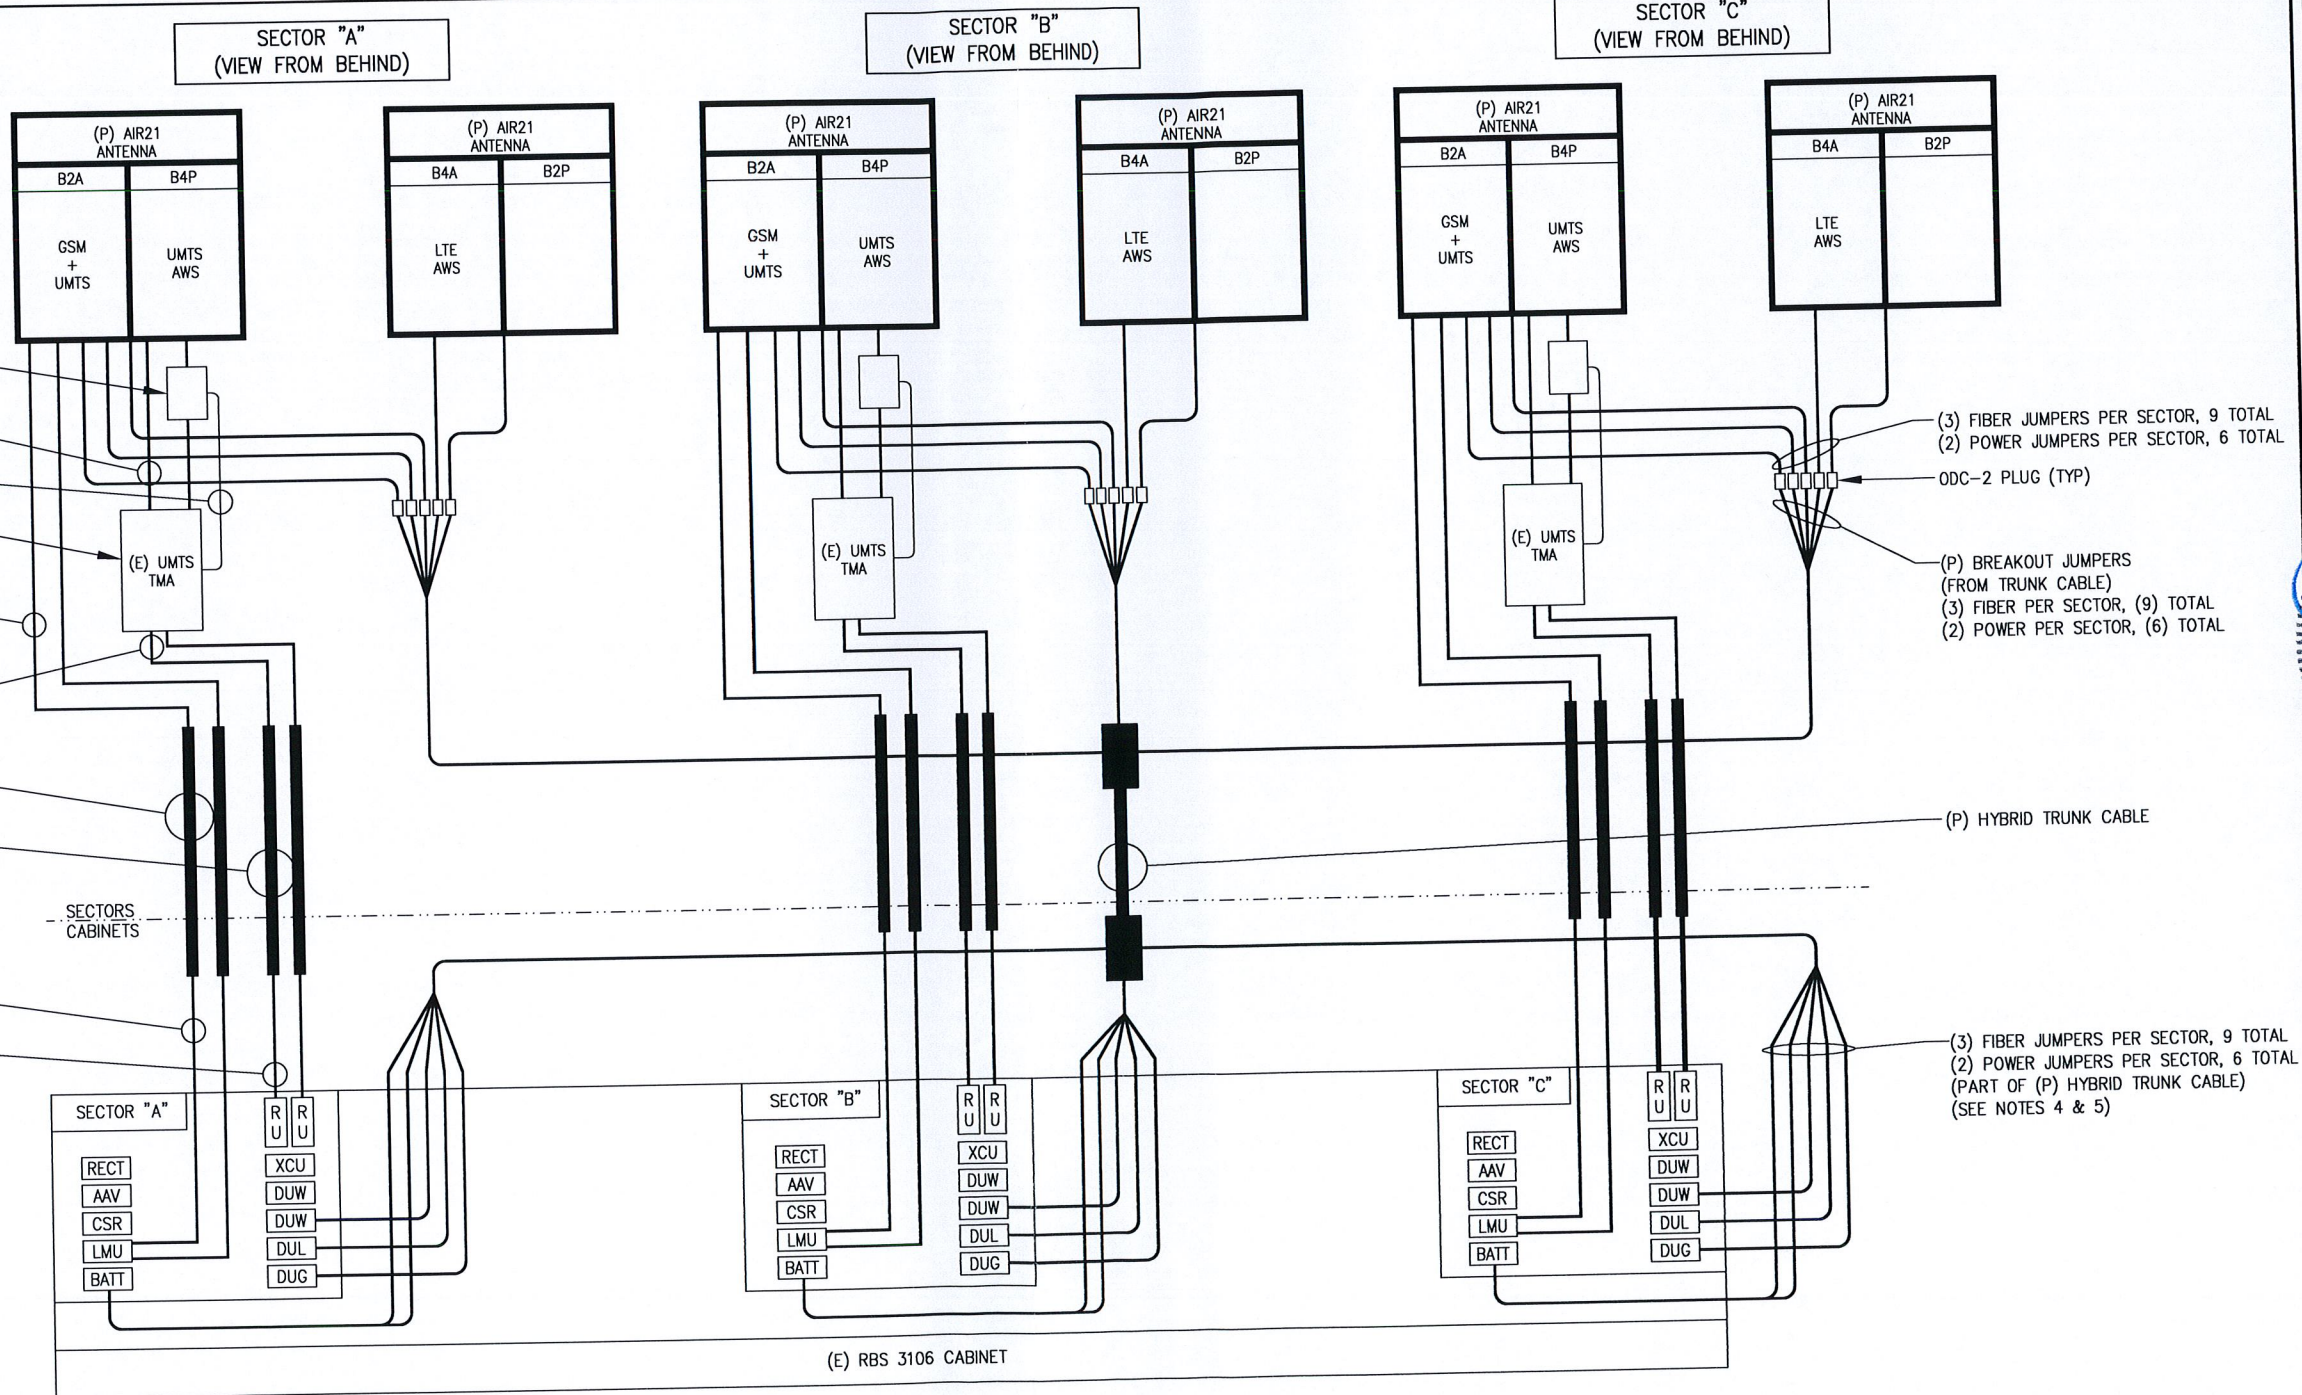 SECTOR "A"
(VIEW FROM BEHIND)
SECTOR "B"
(VIEW FROM BEHIND)
SECTOR "C"
(VIEW FROM BEHIND)
(P) AIR21
ANTENNA
B2A
B4P
GSM
+
UMTS
UMTS
AWS
(P) AIR21
ANTENNA
B4A
B2P
LTE
AWS
(P) AIR21
ANTENNA
B2A
B4P
GSM
+
UMTS
UMTS
AWS
(P) AIR21
ANTENNA
B4A
B2P
LTE
AWS
(P) AIR21
ANTENNA
B2A
B4P
GSM
+
UMTS
UMTS
AWS
(P) AIR21
ANTENNA
B4A
B2P
LTE
AWS
(E) UMTS
TMA
(E) UMTS
TMA
(E) UMTS
TMA
(3) FIBER JUMPERS PER SECTOR, 9 TOTAL
(2) POWER JUMPERS PER SECTOR, 6 TOTAL
ODC-2 PLUG (TYP)
(P) BREAKOUT JUMPERS
(FROM TRUNK CABLE)
(3) FIBER PER SECTOR, (9) TOTAL
(2) POWER PER SECTOR, (6) TOTAL
(P) HYBRID TRUNK CABLE
SECTORS
CABINETS
(3) FIBER JUMPERS PER SECTOR, 9 TOTAL
(2) POWER JUMPERS PER SECTOR, 6 TOTAL
(PART OF (P) HYBRID TRUNK CABLE)
(SEE NOTES 4 & 5)
SECTOR "A"
RECT
AAV
CSR
LMU
BATT
RU
RU
XCU
DUW
DUW
DUL
DUG
SECTOR "B"
RECT
AAV
CSR
LMU
BATT
RU
RU
XCU
DUW
DUW
DUL
DUG
SECTOR "C"
RECT
AAV
CSR
LMU
BATT
RU
RU
XCU
DUW
DUW
DUL
DUG
(E) RBS 3106 CABINET